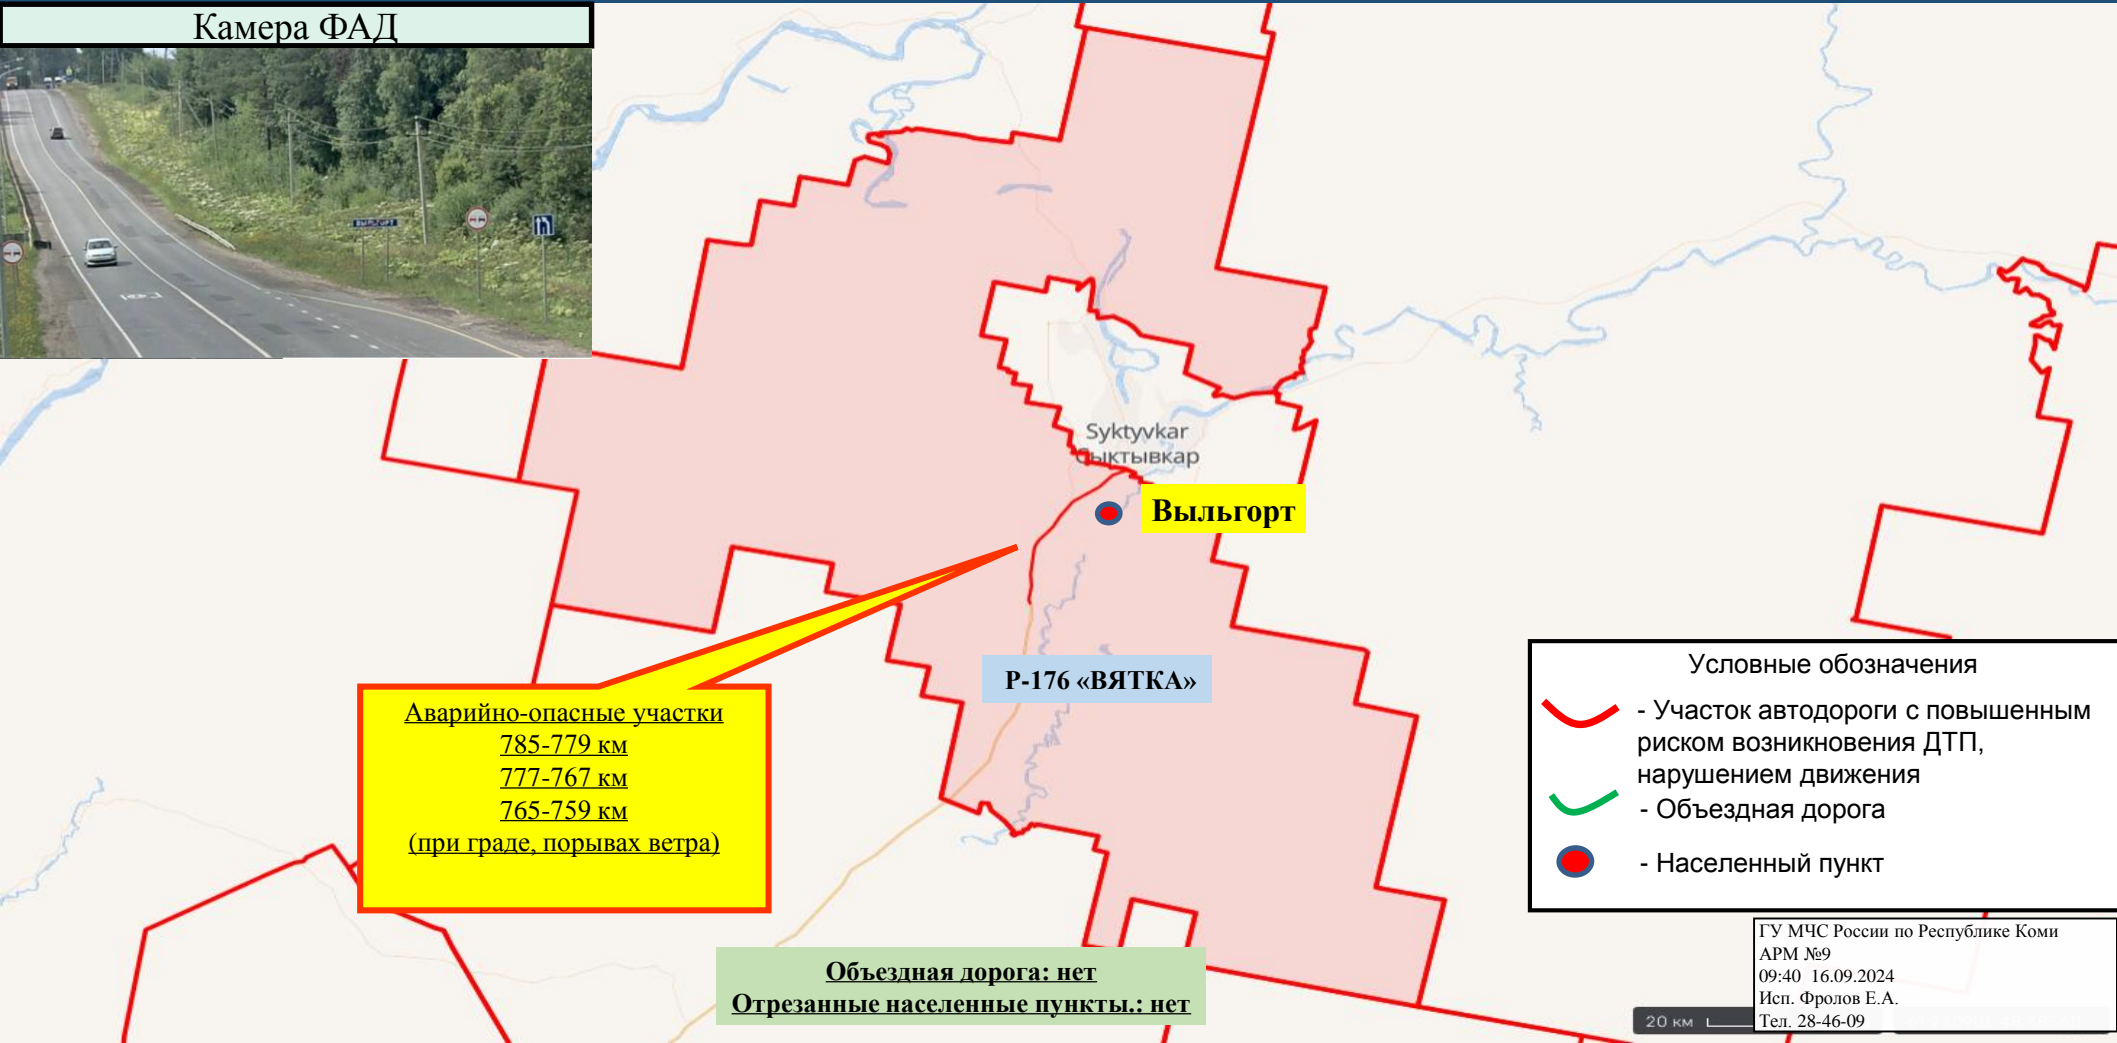 Камера ФАД
ВЫЛЬГОРТ
Syktyvkar
Сыктывкар
Выльгорт
Р-176 «ВЯТКА»
Аварийно-опасные участки
785-779 км
777-767 км
765-759 км
(при граде, порывах ветра)
Объездная дорога: нет
Отрезанные населенные пункты.: нет
Условные обозначения
- Участок автодороги с повышенным
риском возникновения ДТП,
нарушением движения
- Объездная дорога
- Населенный пункт
ГУ МЧС России по Республике Коми
АРМ №9
09:40 16.09.2024
Исп. Фролов Е.А.
Тел. 28-46-09
20 км